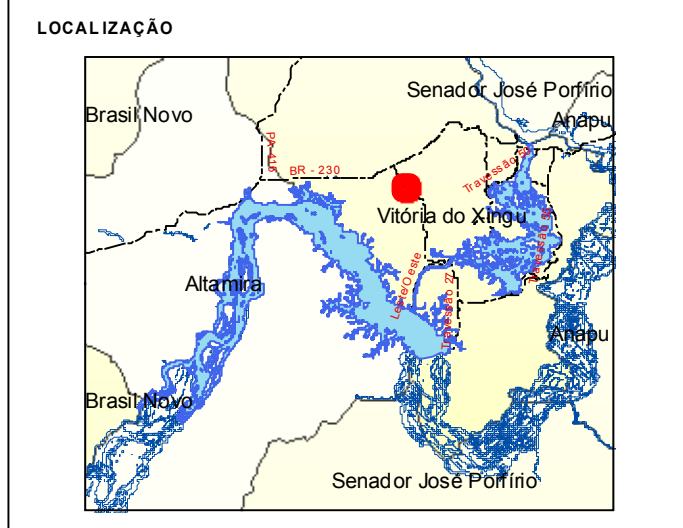 LOCALIZAÇÃO
Senador José Porfírio
Brasil Novo
Anapu
PA-415
BR - 230
Travessão 55
Vitória do Xingu
Leste/Oeste
Travessão 27
Altamira
Anapu
Brasil Novo
Senador José Porfírio